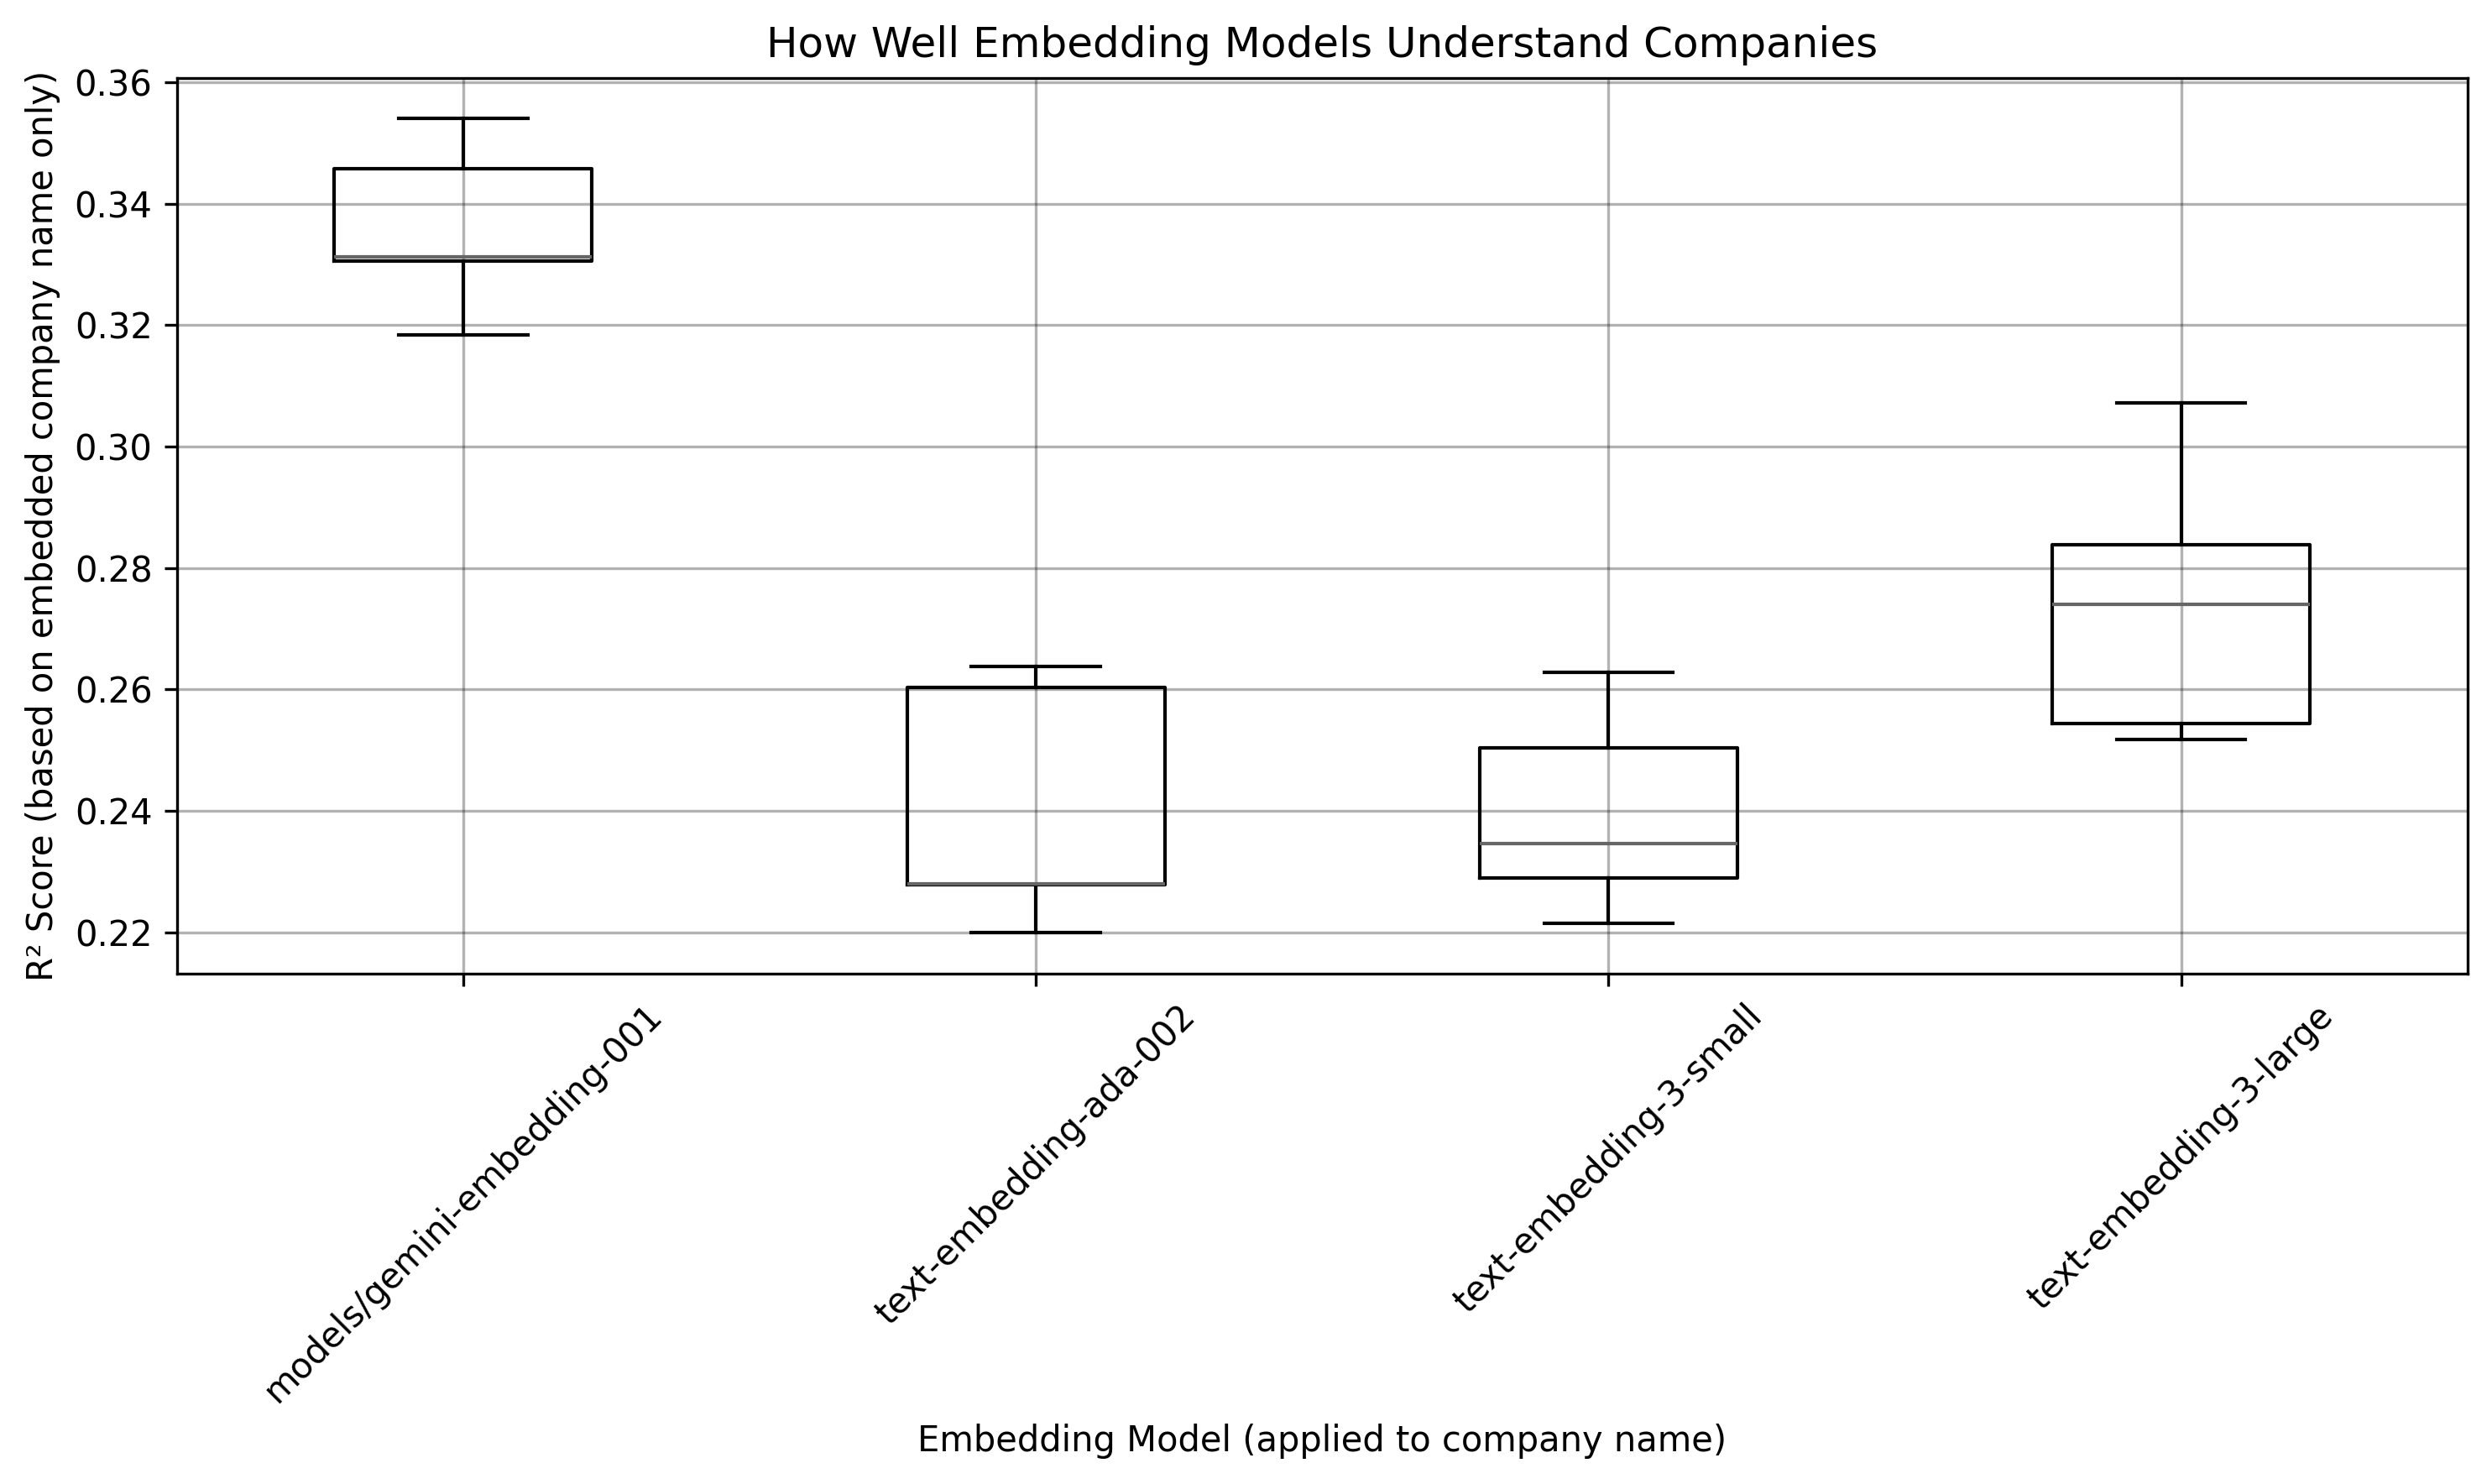 How Well Embedding Models Understand Companies
R² Score (based on embedded company name only)
0.36
0.34
0.32
0.30
0.28
0.26
0.24
0.22
models/gemini-embedding-001
text-embedding-ada-002
text-embedding-3-small
text-embedding-3-large
Embedding Model (applied to company name)